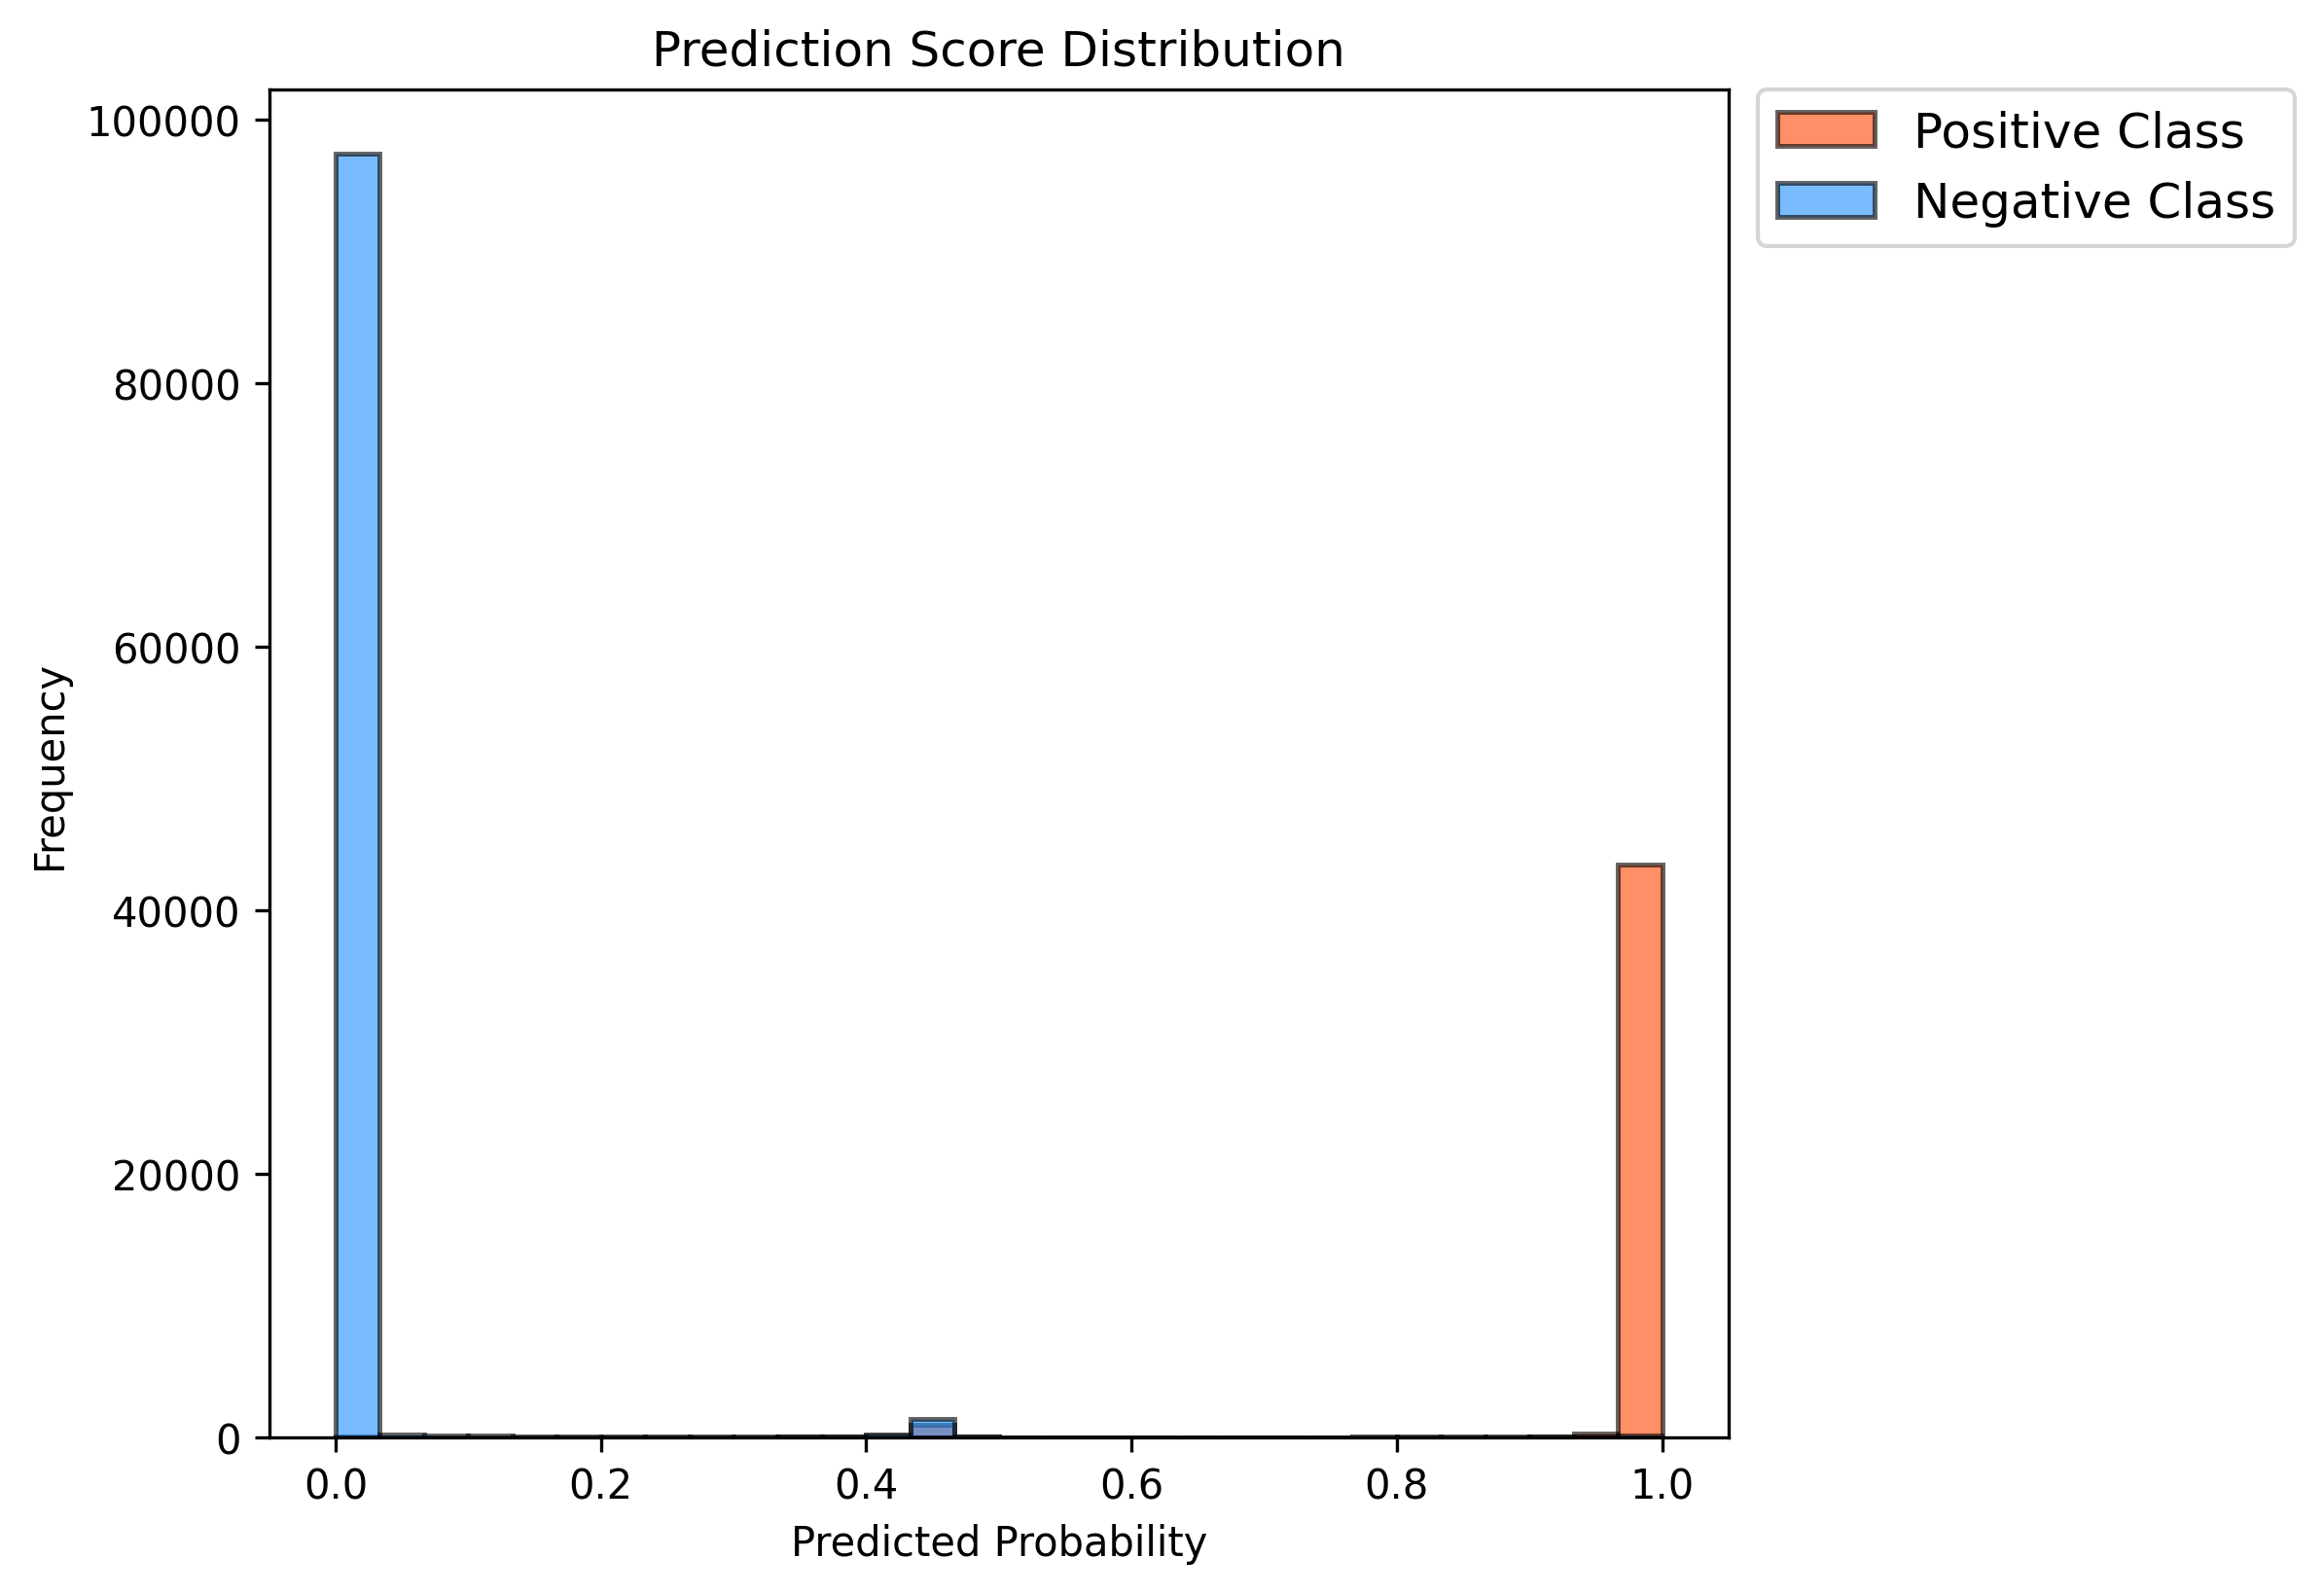 Prediction Score Distribution
100000
80000
60000
40000
20000
0
Frequency
0.0 0.2 0.4 0.6 0.8 1.0
Predicted Probability
Positive Class
Negative Class